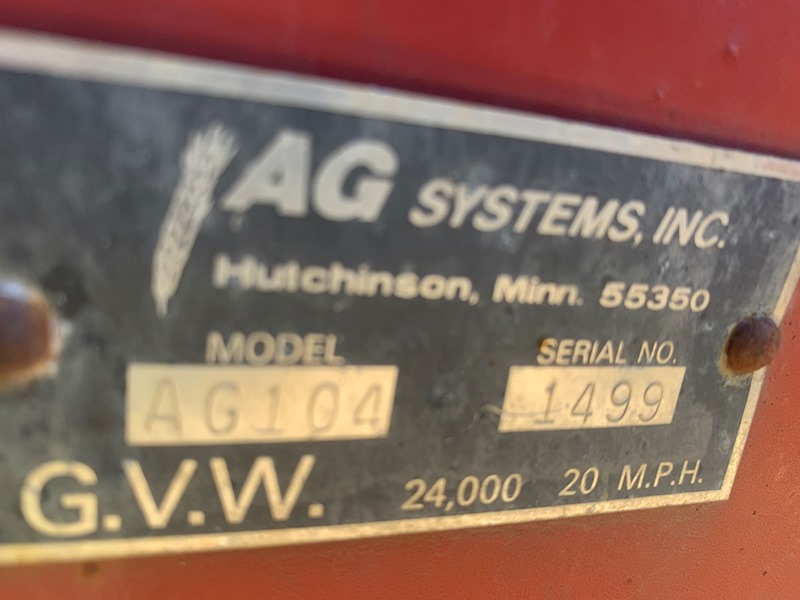 AG SYSTEMS, INC.
Hutchinson, Minn. 55350
MODEL SERIAL NO.
AG104 1499
G.V.W. 24,000 20 M.P.H.